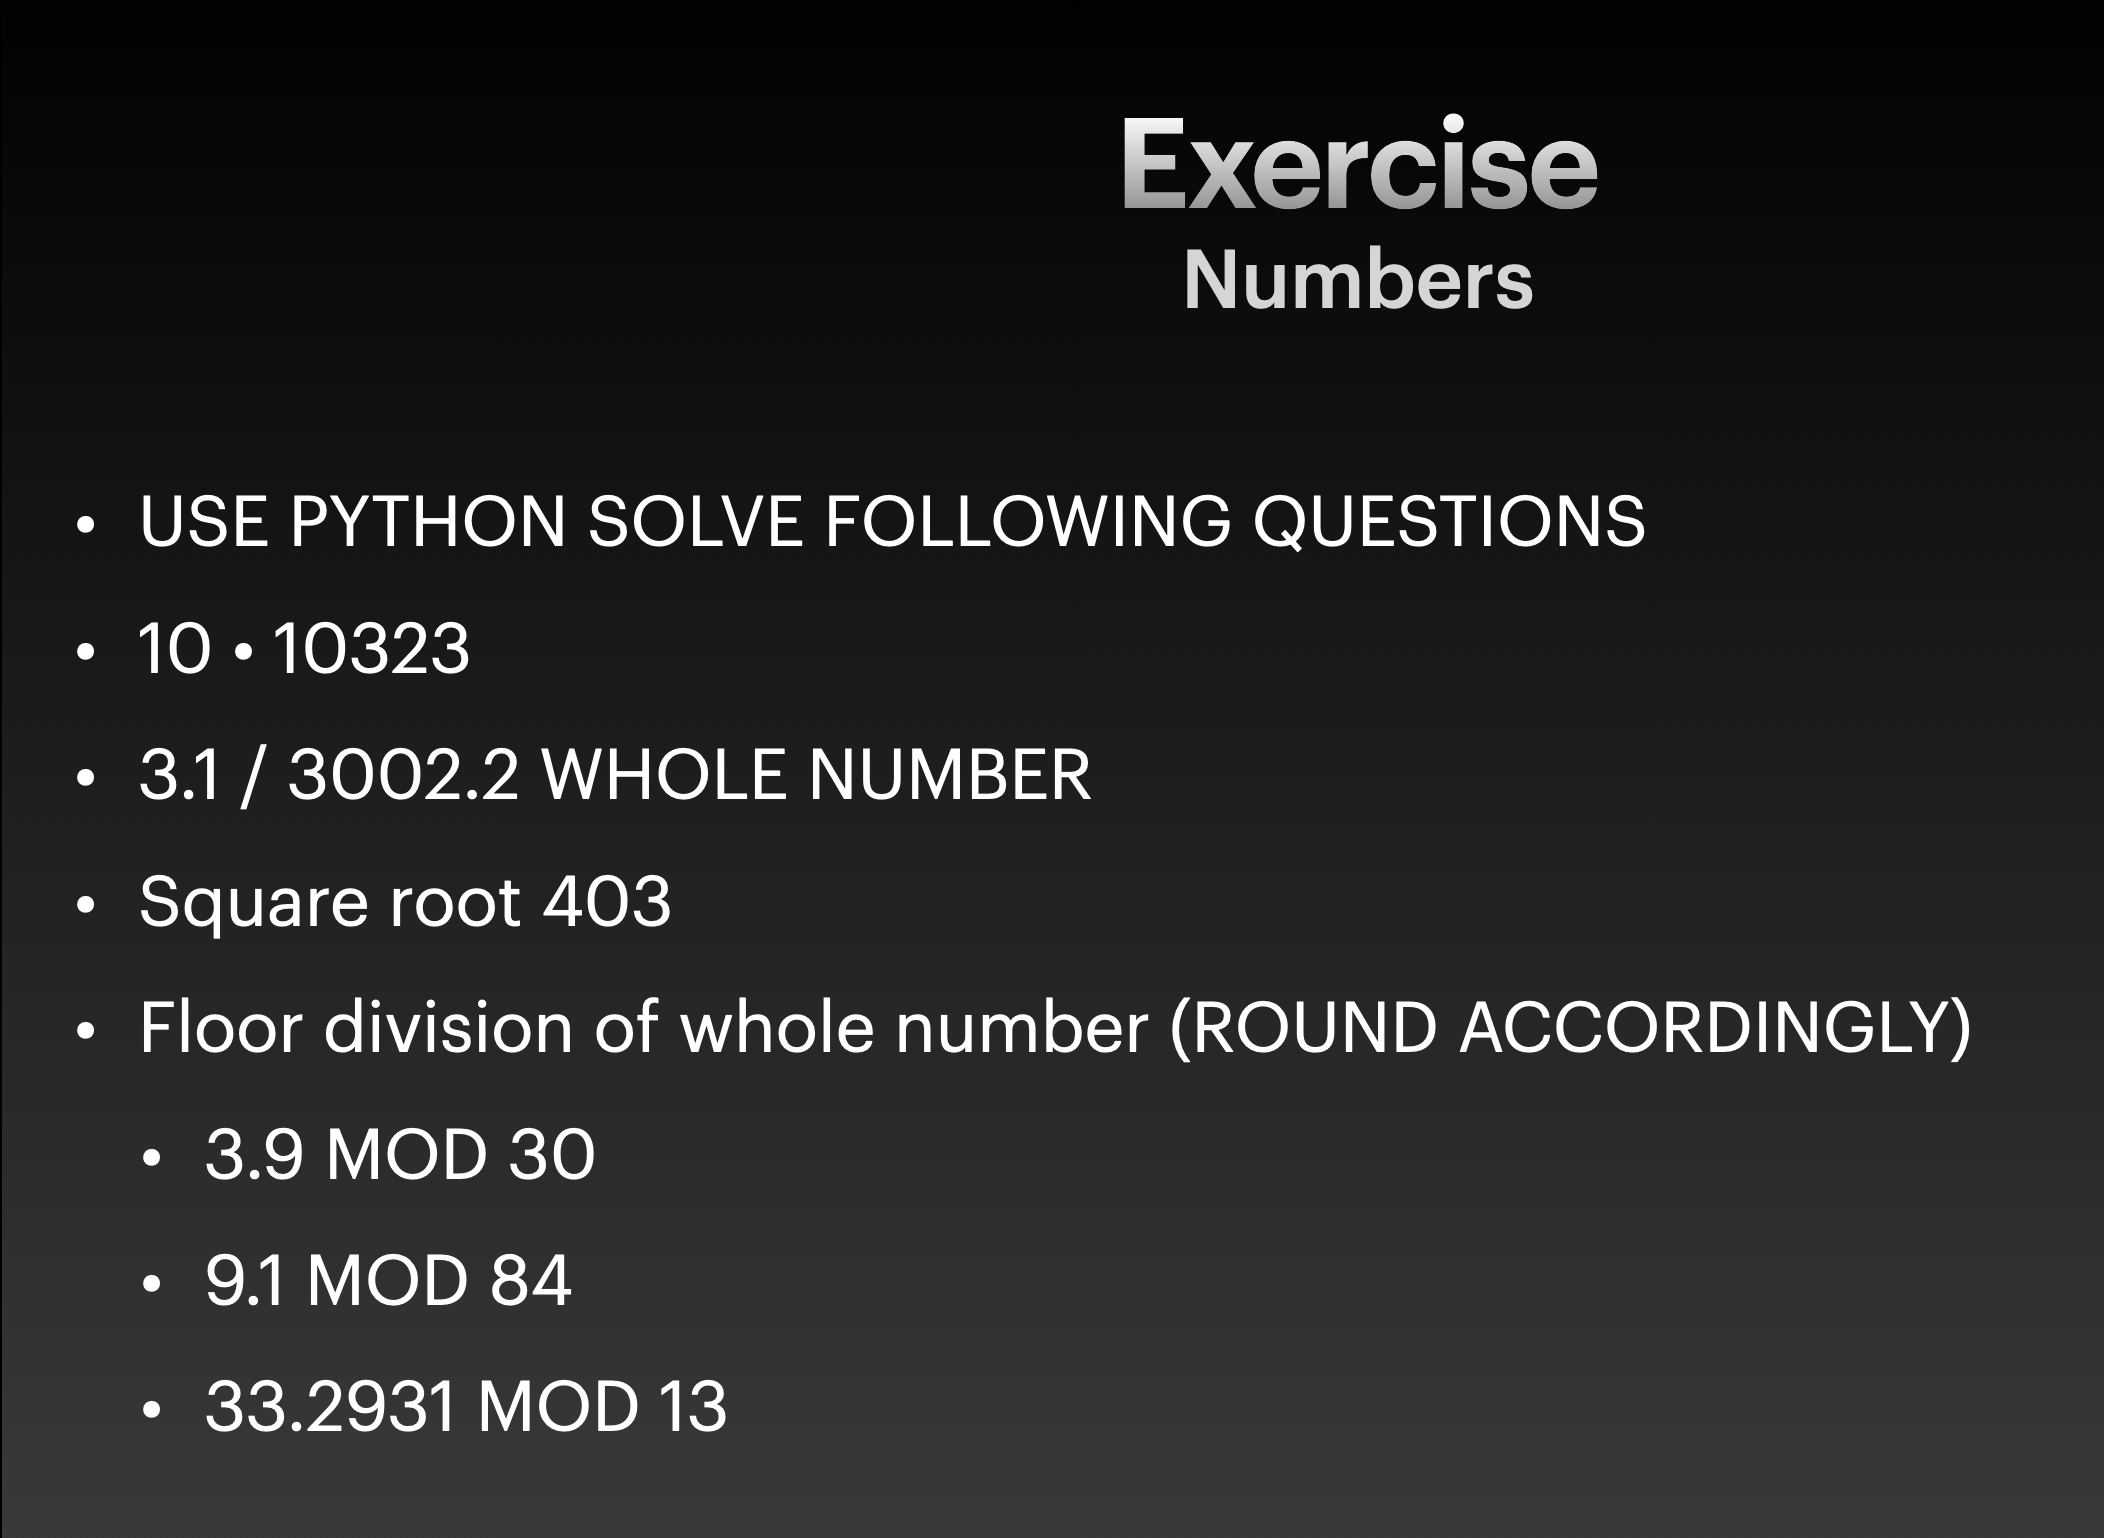 Exercise
Numbers
• USE PYTHON SOLVE FOLLOWING QUESTIONS
• 10 • 10323
• 3.1 / 3002.2 WHOLE NUMBER
• Square root 403
• Floor division of whole number (ROUND ACCORDINGLY)
• 3.9 MOD 30
• 9.1 MOD 84
• 33.2931 MOD 13